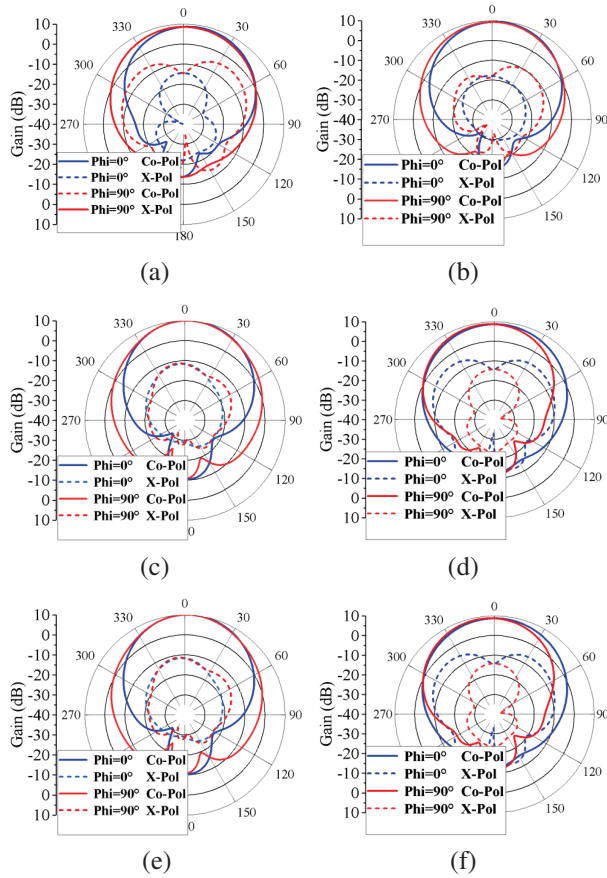 0
10
330 30
0
-10
300 60
-20
-30
Gain (dB)
-40 270 90
-30
-20
-10
0
10
120
150
180
Phi=0° Co-Pol
Phi=0° X-Pol
Phi=90° Co-Pol
Phi=90° X-Pol
(a)
0
10
330 30
0
-10
300 60
-20
-30
Gain (dB)
-40 270 90
-30
-20
-10
0
10
120
150
Phi=0° Co-Pol
Phi=0° X-Pol
Phi=90° Co-Pol
Phi=90° X-Pol
(b)
0
10
330 30
0
-10
300 60
-20
-30
Gain (dB)
-40 270 90
-30
-20
-10
0
10
120
150
Phi=0° Co-Pol
Phi=0° X-Pol
Phi=90° Co-Pol
Phi=90° X-Pol
(c)
0
10
330 30
0
-10
300 60
-20
-30
Gain (dB)
-40 270 90
-30
-20
-10
0
10
120
150
Phi=0° Co-Pol
Phi=0° X-Pol
Phi=90° Co-Pol
Phi=90° X-Pol
(d)
0
10
330 30
0
-10
300 60
-20
-30
Gain (dB)
-40 270 90
-30
-20
-10
0
10
120
150
Phi=0° Co-Pol
Phi=0° X-Pol
Phi=90° Co-Pol
Phi=90° X-Pol
(e)
0
10
330 30
0
-10
300 60
-20
-30
Gain (dB)
-40 270 90
-30
-20
-10
0
10
120
150
Phi=0° Co-Pol
Phi=0° X-Pol
Phi=90° Co-Pol
Phi=90° X-Pol
(f)